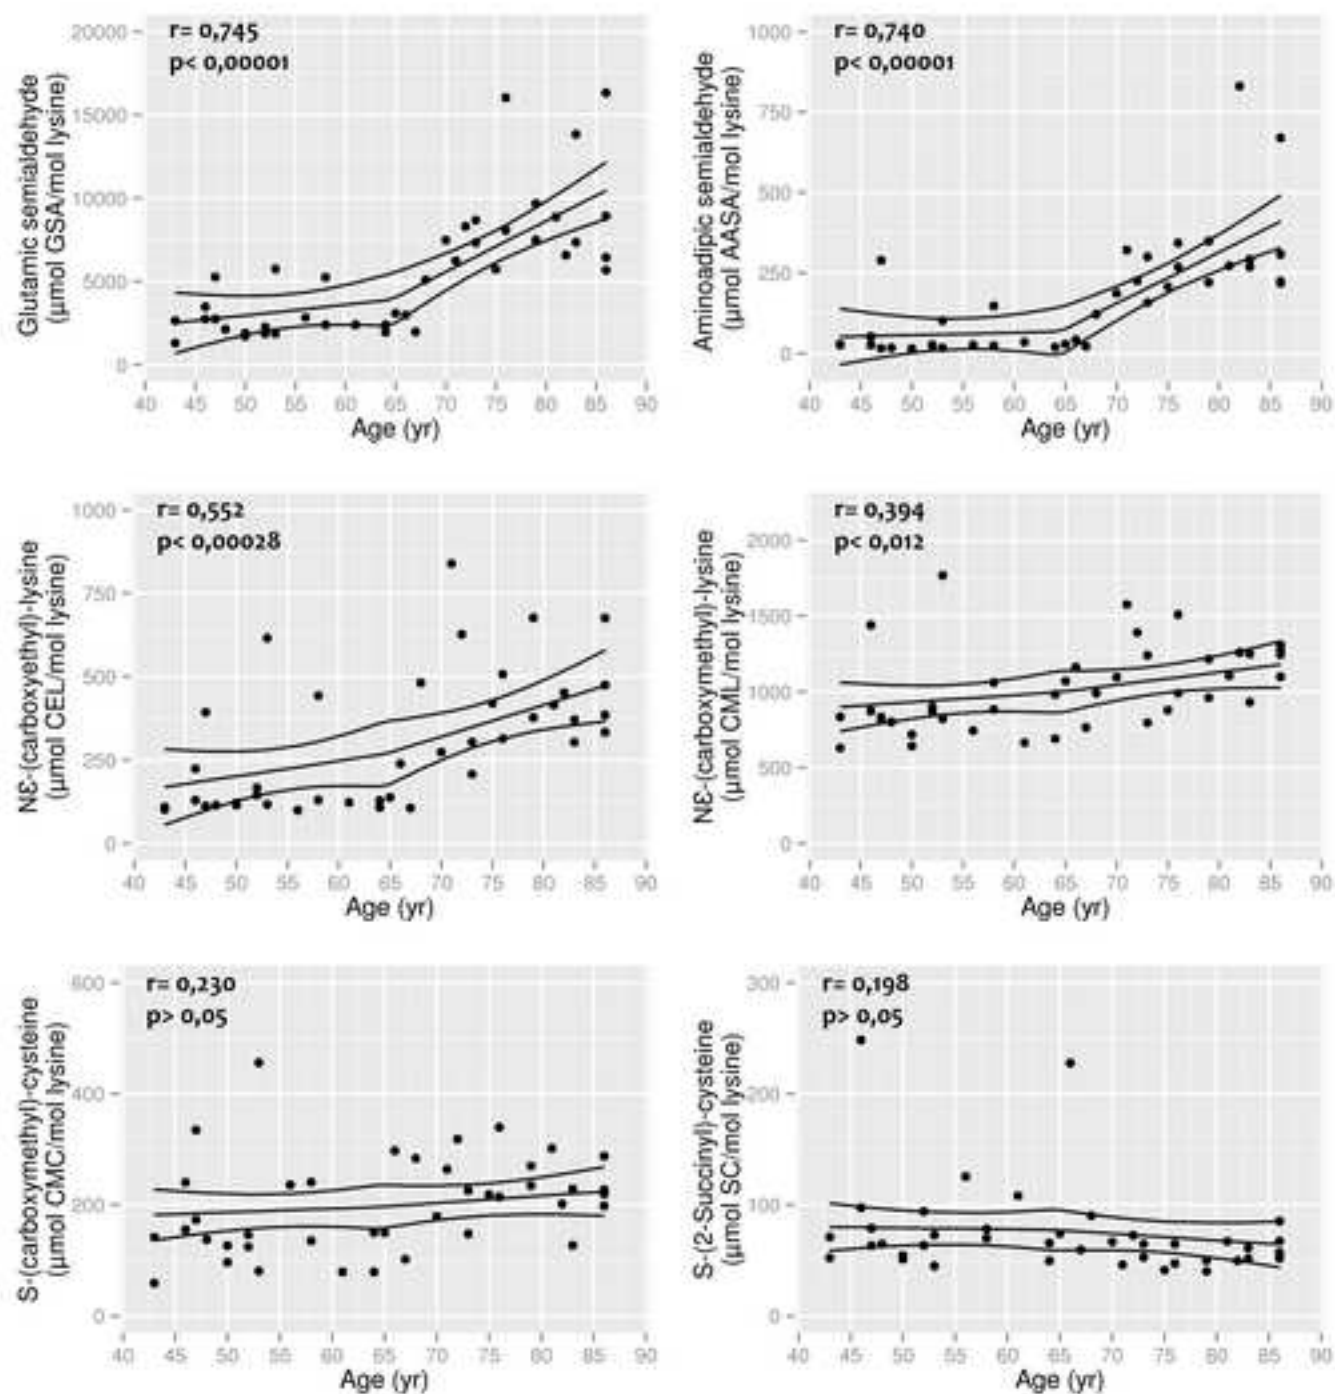 r= 0,745
p< 0,00001
Glutamic semialdehyde
(µmol GSA/mol lysine)
20000
15000
10000
5000
0
40 45 50 55 60 65 70 75 80 85 90
Age (yr)
r= 0,740
p< 0,00001
Aminoadipic semialdehyde
(µmol AASA/mol lysine)
1000
750
500
250
0
40 45 50 55 60 65 70 75 80 85 90
Age (yr)
r= 0,552
p< 0,00028
NƐ-(carboxyethyl)-lysine
(µmol CEL/mol lysine)
1000
750
500
250
0
40 45 50 55 60 65 70 75 80 85 90
Age (yr)
r= 0,394
p< 0,012
NƐ-(carboxymethyl)-lysine
(µmol CML/mol lysine)
2000
1500
1000
500
0
40 45 50 55 60 65 70 75 80 85 90
Age (yr)
r= 0,230
p> 0,05
S-(carboxymethyl)-cysteine
(µmol CMC/mol lysine)
600
400
200
0
40 45 50 55 60 65 70 75 80 85 90
Age (yr)
r= 0,198
p> 0,05
S-(2-Succinyl)-cysteine
(µmol SC/mol lysine)
300
200
100
0
40 45 50 55 60 65 70 75 80 85 90
Age (yr)